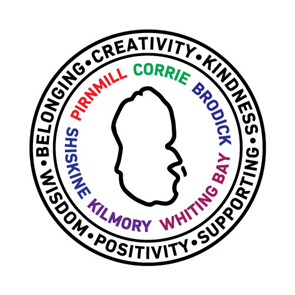 BELONGING • CREATIVITY • KINDNESS • SUPPORTING • POSITIVITY • WISDOM •
PIRNMILL
CORRIE
BRODICK
WHITING BAY
KILMORY
SHISKINE